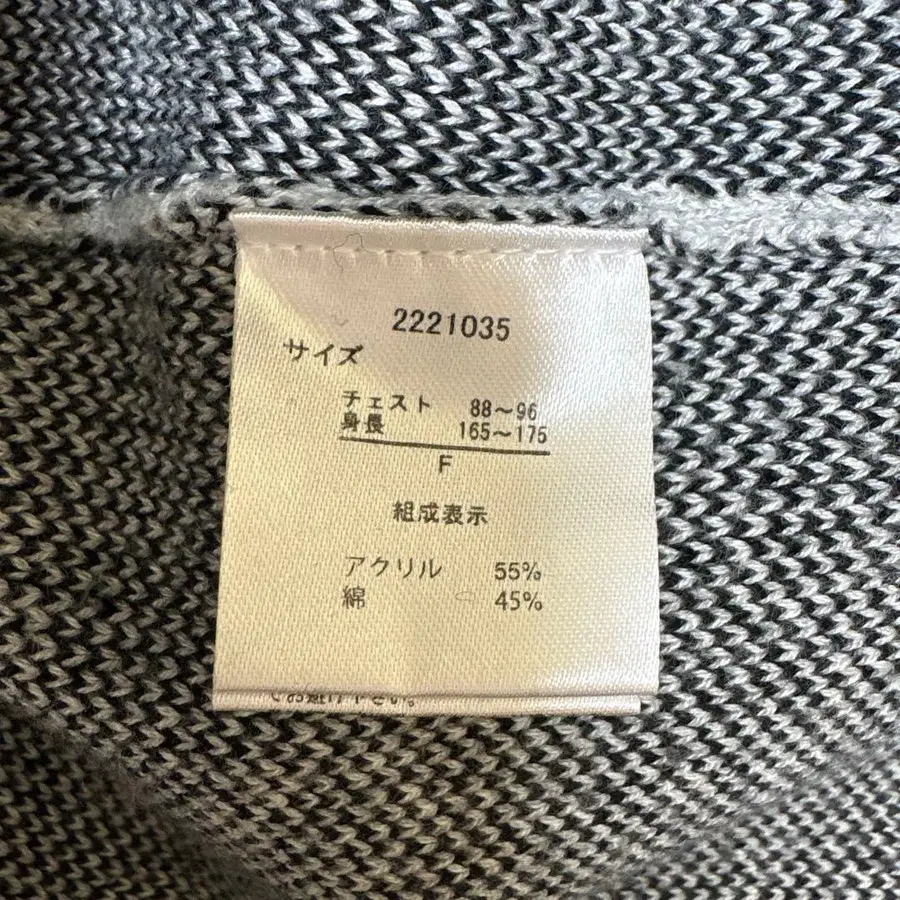 2221035
サイズ
チェスト 88～96
身長 165～175
F
組成表示
アクリル 55%
綿 45%